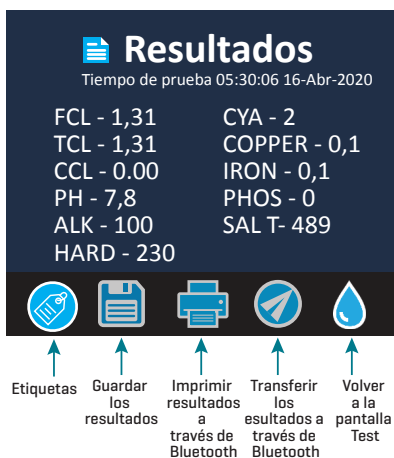 Resultados
Tiempo de prueba 05:30:06 16-Abr-2020
FCL - 1,31
TCL - 1,31
CCL - 0.00
PH - 7,8
ALK - 100
HARD - 230
CYA - 2
COPPER - 0,1
IRON - 0,1
PHOS - 0
SAL T- 489
Etiquetas
Guardar
los
resultados
Imprimir
resultados
a
través de
Bluetooth
Transferir
los
esultados a
través de
Bluetooth
Volver
a la
pantalla
Test